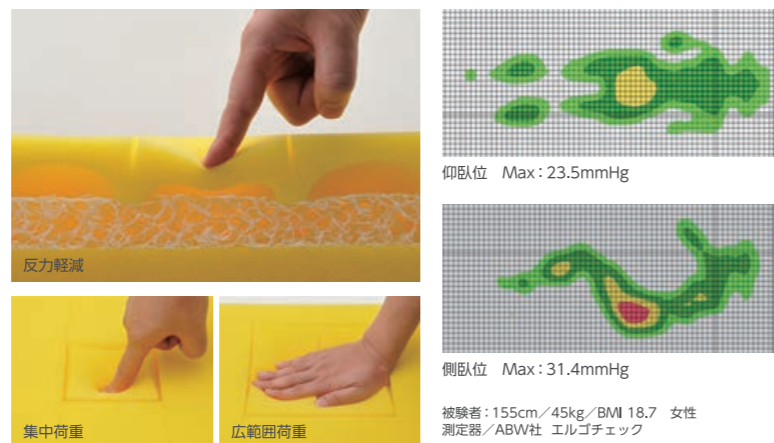 反力軽減
集中荷重
広範囲荷重
仰臥位　Max：23.5mmHg
側臥位　Max：31.4mmHg
被験者：155cm／45kg／BMI 18.7　女性
測定器／ABW社　エルゴチェック